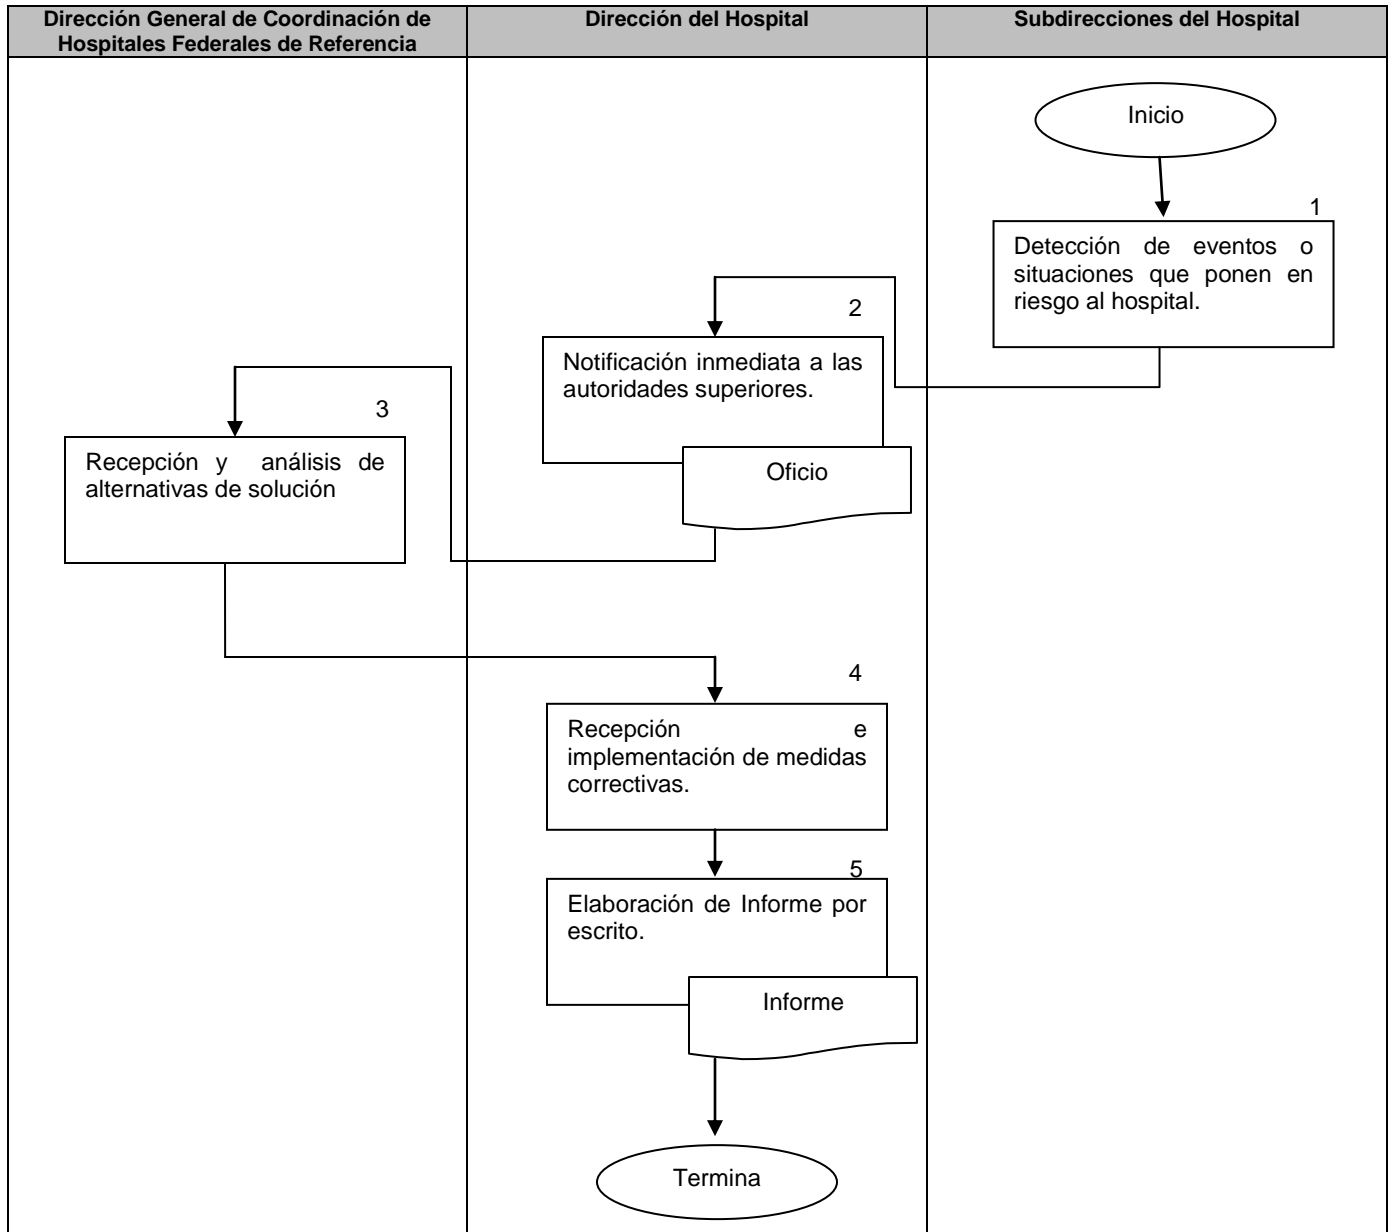 Dirección General de Coordinación de
Hospitales Federales de Referencia
Dirección del Hospital
Subdirecciones del Hospital
Inicio
1
Detección de eventos o
situaciones que ponen en
riesgo al hospital.
2
Notificación inmediata a las
autoridades superiores.
Oficio
3
Recepción y análisis de
alternativas de solución
4
Recepción e
implementación de medidas
correctivas.
5
Elaboración de Informe por
escrito.
Informe
Termina